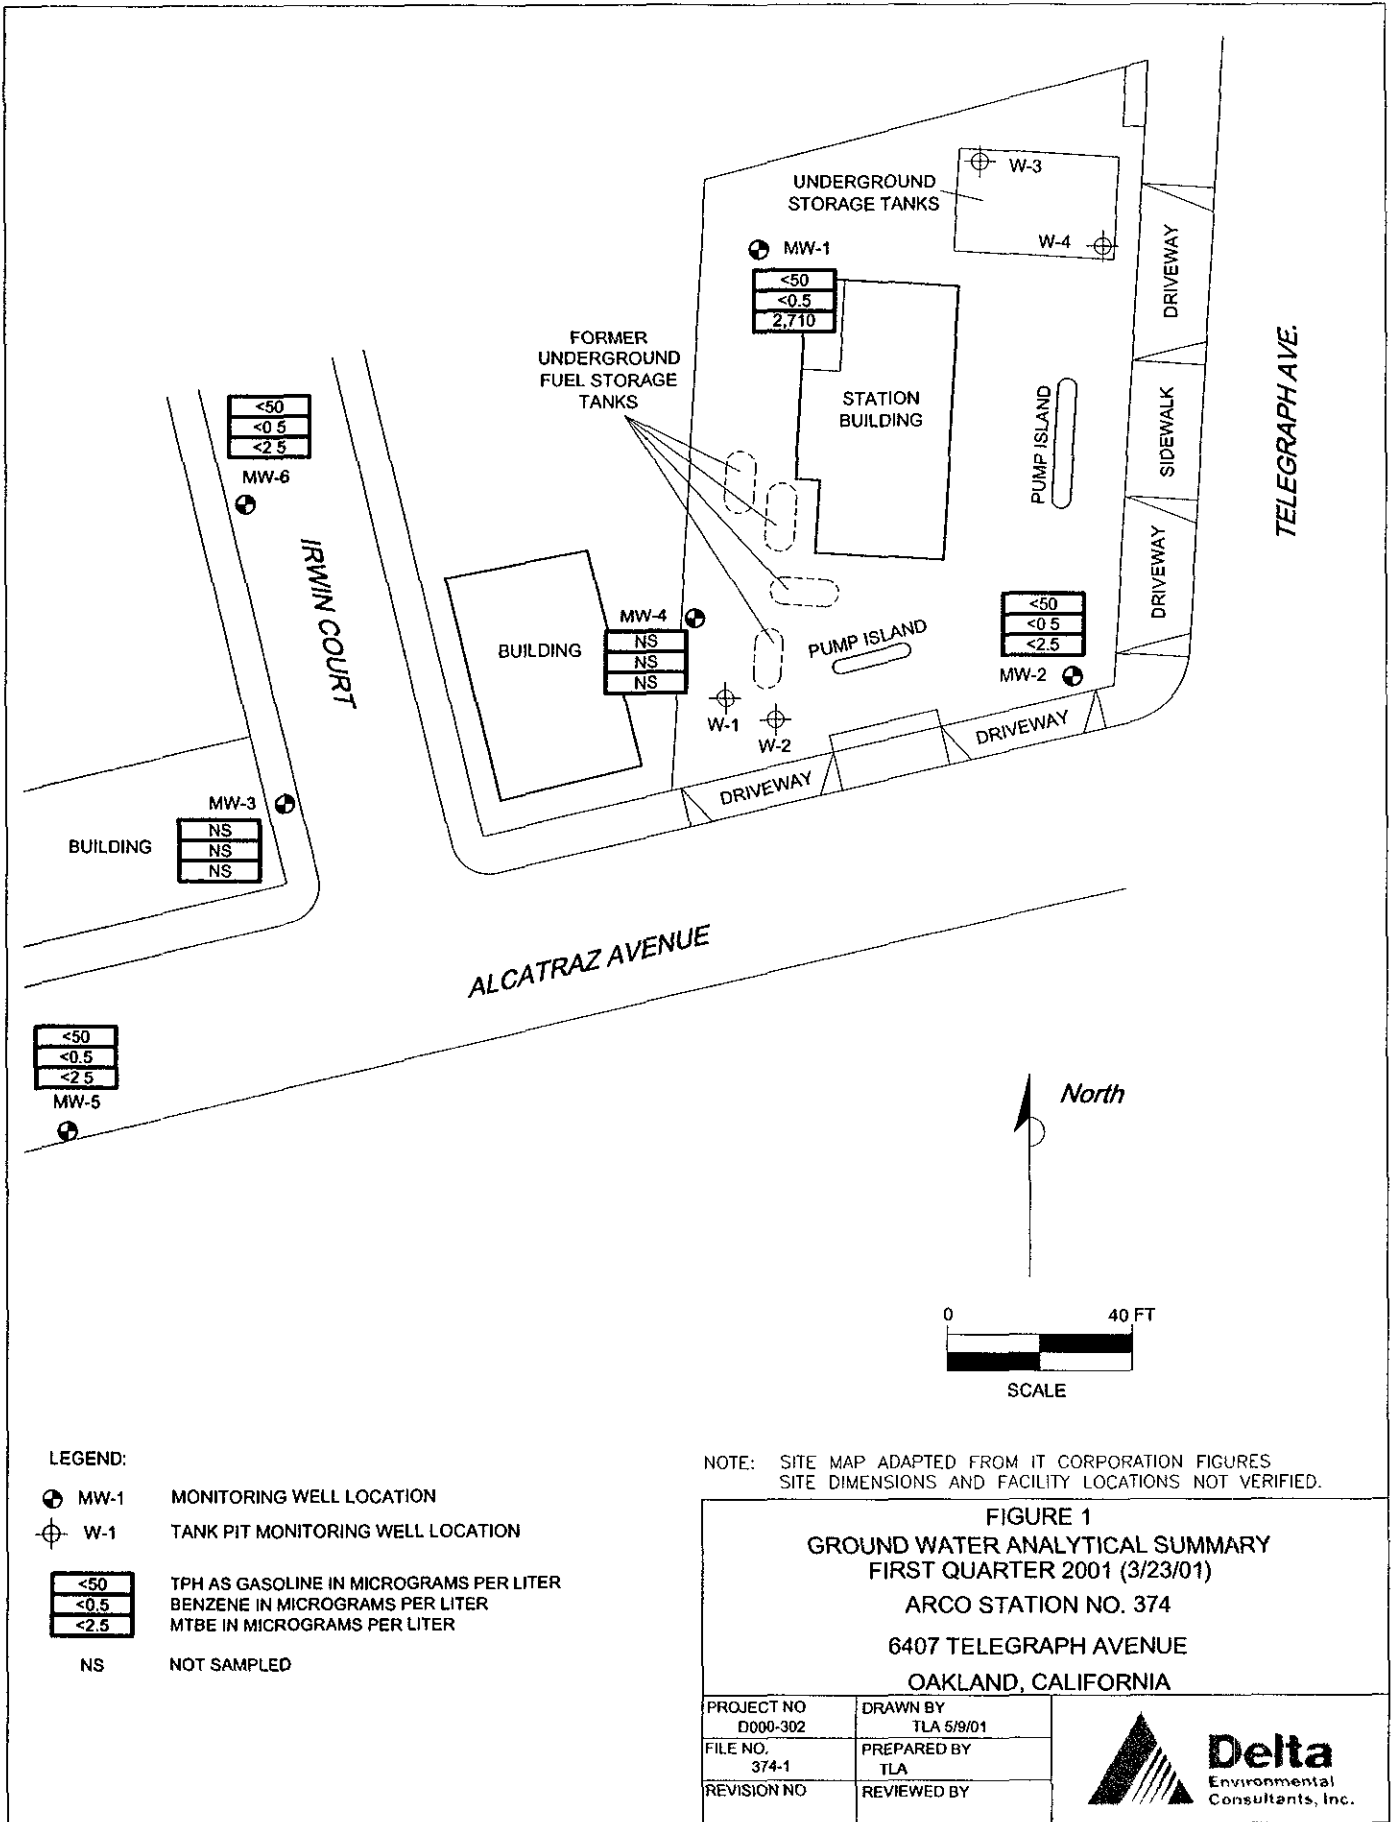 W-3
UNDERGROUND
STORAGE TANKS
W-4
MW-1
<50
<0.5
2,710
DRIVEWAY
FORMER
UNDERGROUND
FUEL STORAGE
TANKS
STATION
BUILDING
PUMP ISLAND
SIDEWALK
TELEGRAPH AVE.
<50
<0 5
<2 5
MW-6
IRWIN COURT
DRIVEWAY
BUILDING
MW-4
NS
NS
NS
PUMP ISLAND
<50
<0 5
<2.5
MW-2
W-1
W-2
DRIVEWAY
DRIVEWAY
MW-3
BUILDING
NS
NS
NS
ALCATRAZ AVENUE
<50
<0.5
<2 5
MW-5
North
0 40 FT
SCALE
LEGEND:
MW-1 MONITORING WELL LOCATION
W-1 TANK PIT MONITORING WELL LOCATION
<50 TPH AS GASOLINE IN MICROGRAMS PER LITER
<0.5 BENZENE IN MICROGRAMS PER LITER
<2.5 MTBE IN MICROGRAMS PER LITER
NS NOT SAMPLED
NOTE: SITE MAP ADAPTED FROM IT CORPORATION FIGURES
SITE DIMENSIONS AND FACILITY LOCATIONS NOT VERIFIED.
FIGURE 1
GROUND WATER ANALYTICAL SUMMARY
FIRST QUARTER 2001 (3/23/01)
ARCO STATION NO. 374
6407 TELEGRAPH AVENUE
OAKLAND, CALIFORNIA
PROJECT NO
D000-302
DRAWN BY
TLA 5/9/01
FILE NO.
374-1
PREPARED BY
TLA
REVISION NO
REVIEWED BY
Delta
Environmental
Consultants, Inc.